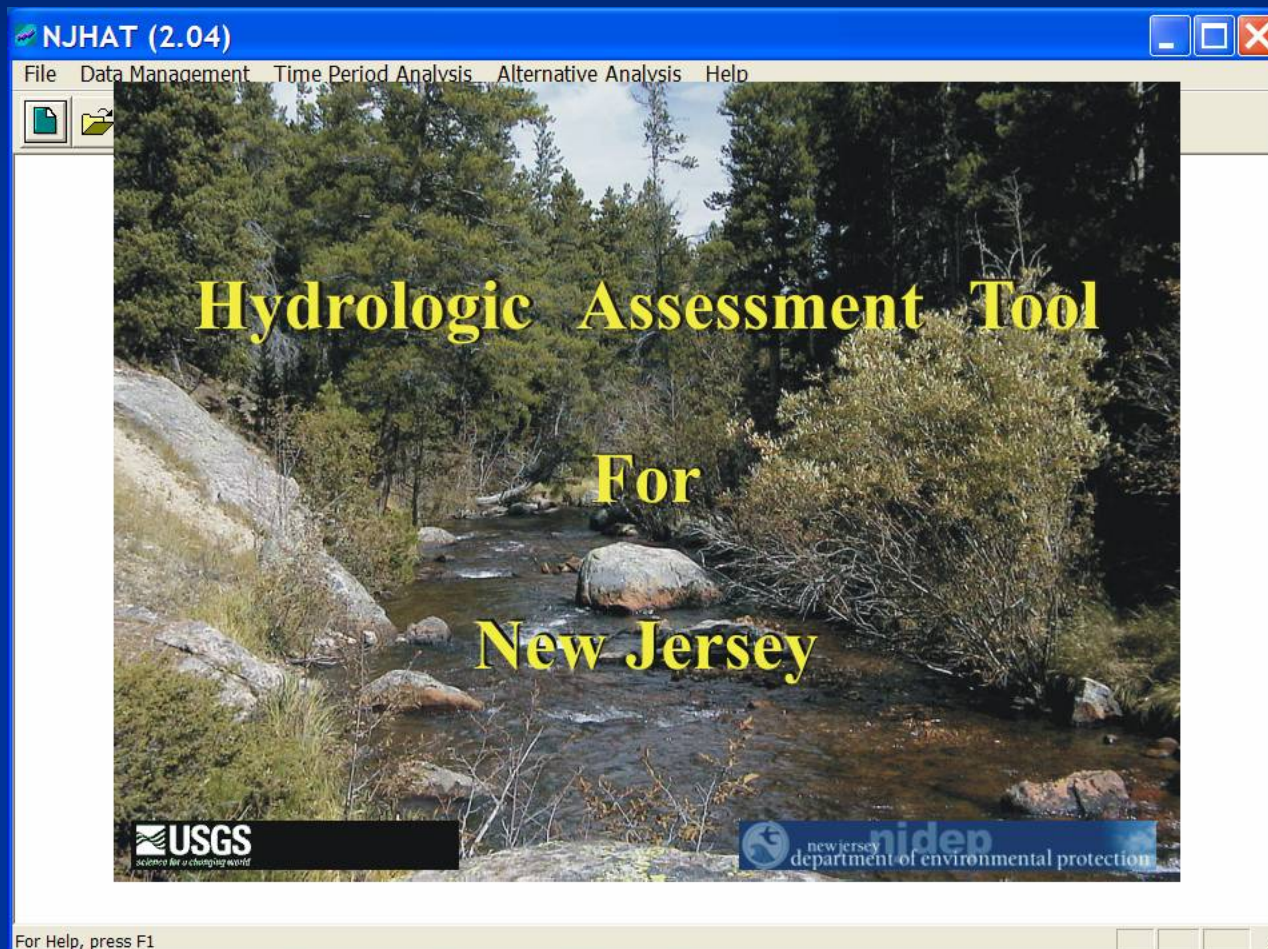 NJHAT (2.04)
File Data Management Time Period Analysis Alternative Analysis Help
Hydrologic Assessment Tool
For
New Jersey
USGS
science for a changing world
njdep
new jersey
department of environmental protection
For Help, press F1